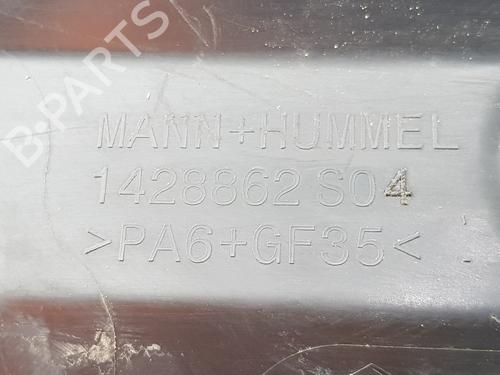 B-PARTS
MANN+HUMMEL
1428862 S04
>PA6+GF35<